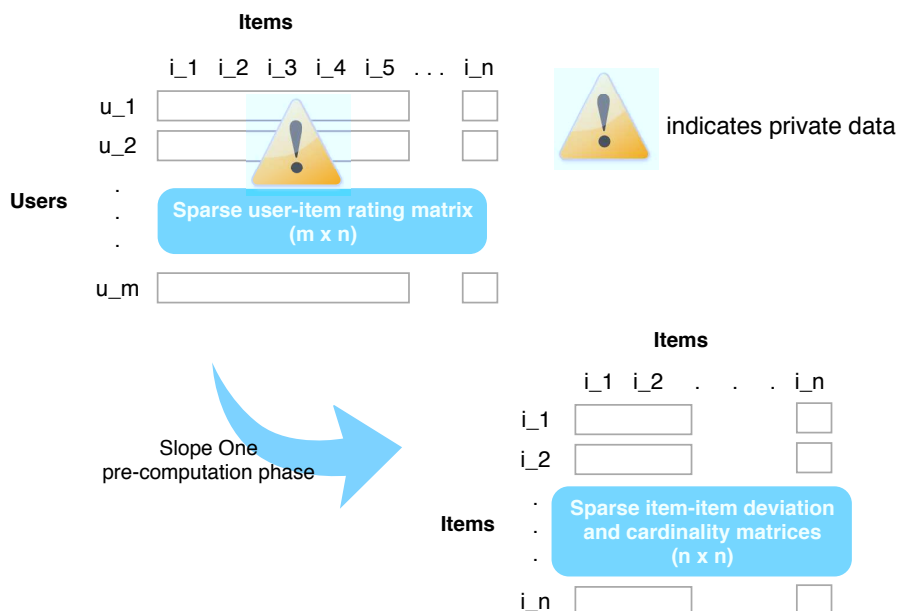 Items
i_1 i_2 i_3 i_4 i_5 . . . i_n
u_1
u_2
indicates private data
Users
.
.
.
Sparse user-item rating matrix
(m x n)
u_m
Items
i_1 i_2 . . . i_n
i_1
Slope One
pre-computation phase
i_2
Items
.
.
.
Sparse item-item deviation
and cardinality matrices
(n x n)
i_n